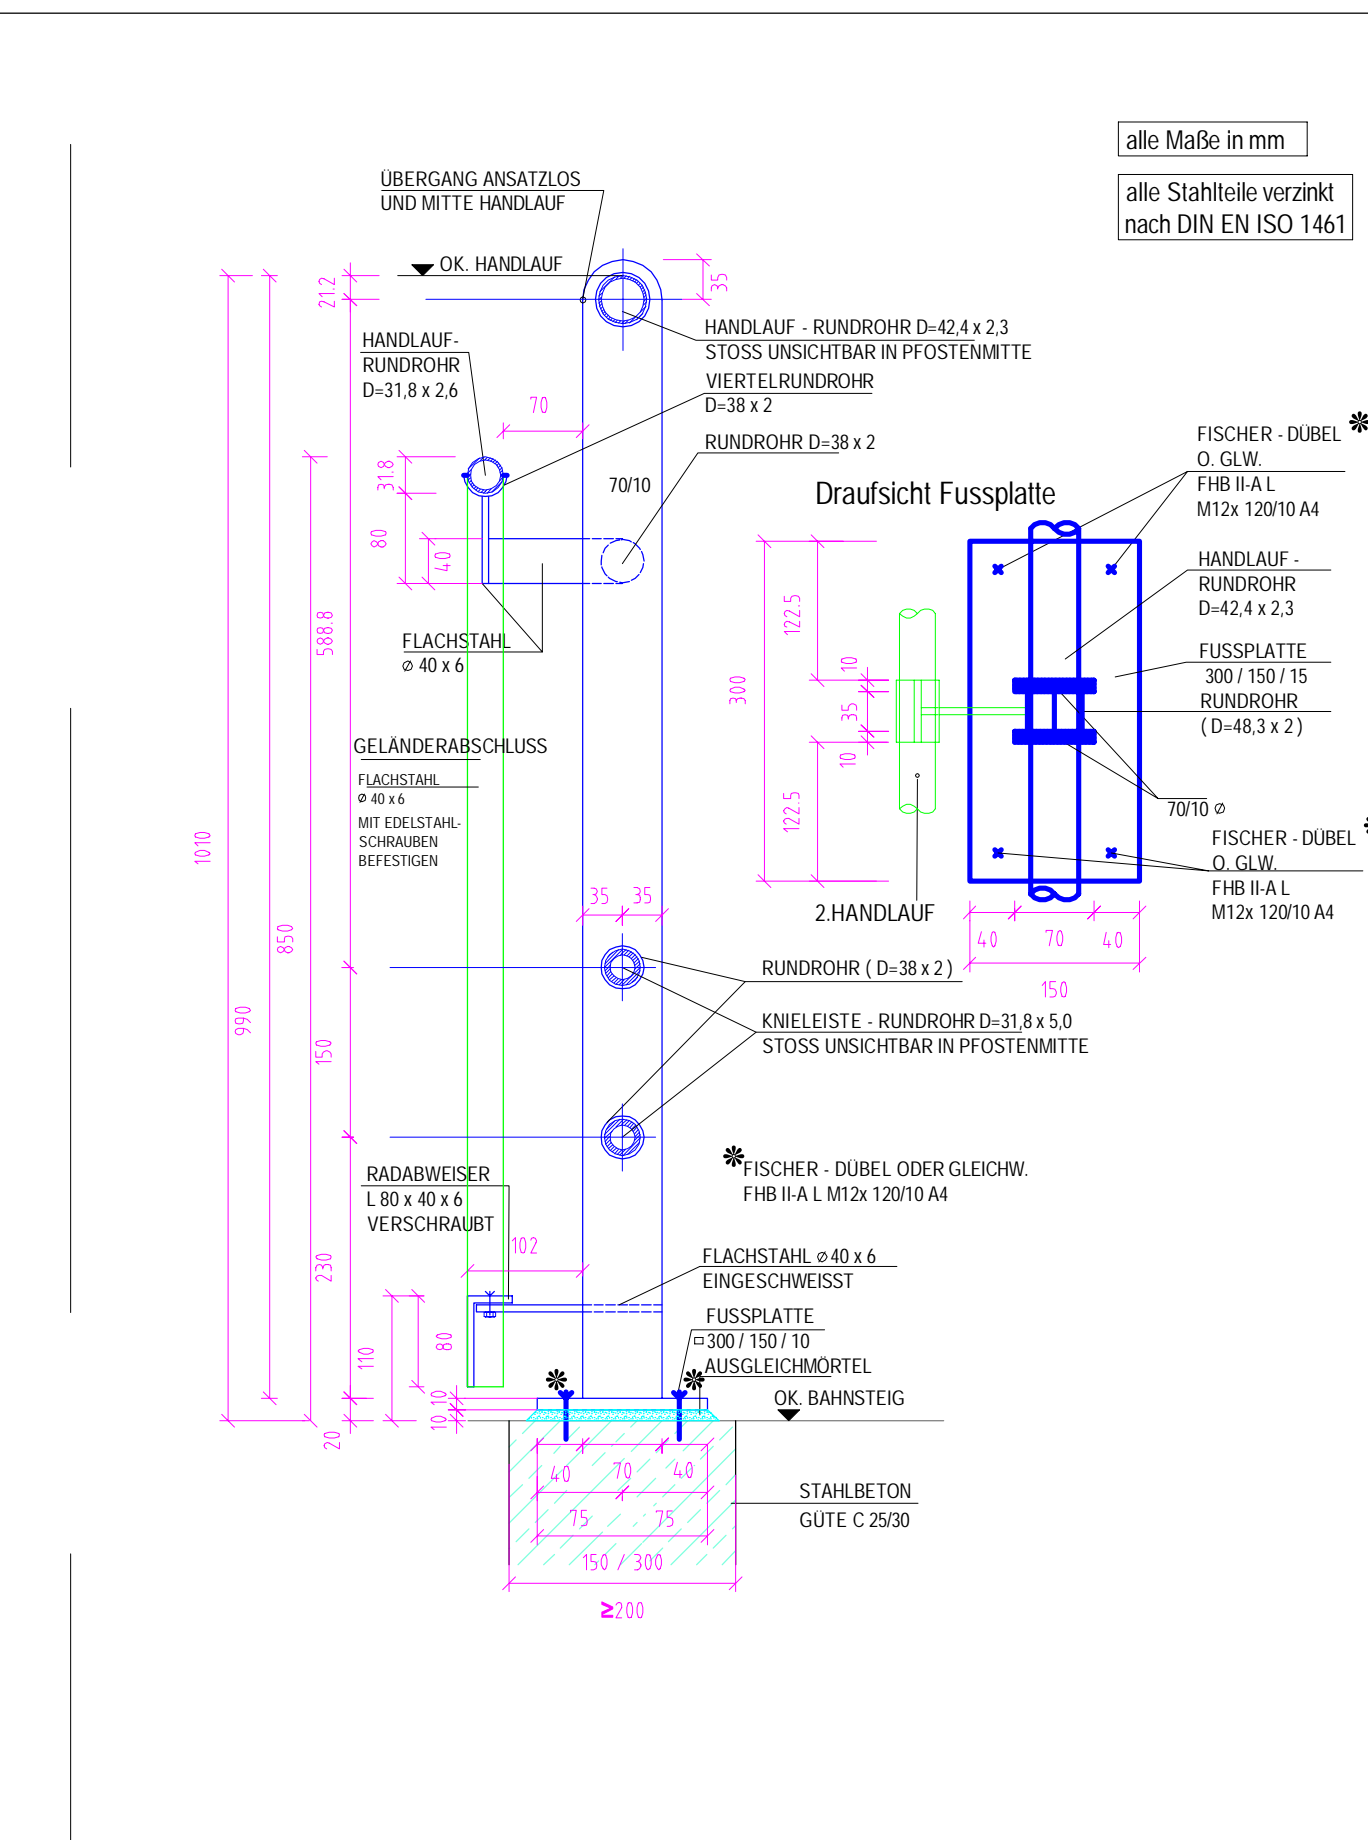 alle Maße in mm
alle Stahlteile verzinkt
nach DIN EN ISO 1461
ÜBERGANG ANSATZLOS
UND MITTE HANDLAUF
OK. HANDLAUF
21.2
35
HANDLAUF - RUNDROHR D=42,4 x 2,3
STOSS UNSICHTBAR IN PFOSTENMITTE
HANDLAUF-
RUNDROHR
D=31,8 x 2,6
VIERTELRUNDROHR
D=38 x 2
70
RUNDROHR D=38 x 2
31.8
80
40
70/10
FLACHSTAHL
⌀ 40 x 6
588.8
GELÄNDERABSCHLUSS
FLACHSTAHL
⌀ 40 x 6
MIT EDELSTAHL-
SCHRAUBEN
BEFESTIGEN
1010
990
850
150
230
20
35 35
RUNDROHR ( D=38 x 2 )
KNIELEISTE - RUNDROHR D=31,8 x 5,0
STOSS UNSICHTBAR IN PFOSTENMITTE
RADABWEISER
L 80 x 40 x 6
VERSCHRAUBT
102
FISCHER - DÜBEL ODER GLEICHW.
FHB II-A L M12x 120/10 A4
FLACHSTAHL ⌀ 40 x 6
EINGESCHWEISST
FUSSPLATTE
□ 300 / 150 / 10
AUSGLEICHMÖRTEL
OK. BAHNSTEIG
110
80
10
10
40 70 40
75 75
150 / 300
≥200
STAHLBETON
GÜTE C 25/30
Draufsicht Fussplatte
FISCHER - DÜBEL
O. GLW.
FHB II-A L
M12x 120/10 A4
HANDLAUF -
RUNDROHR
D=42,4 x 2,3
FUSSPLATTE
300 / 150 / 15
RUNDROHR
( D=48,3 x 2 )
70/10 ⌀
FISCHER - DÜBEL
O. GLW.
FHB II-A L
M12x 120/10 A4
300
122.5
10
35
10
122.5
2.HANDLAUF
40 70 40
150